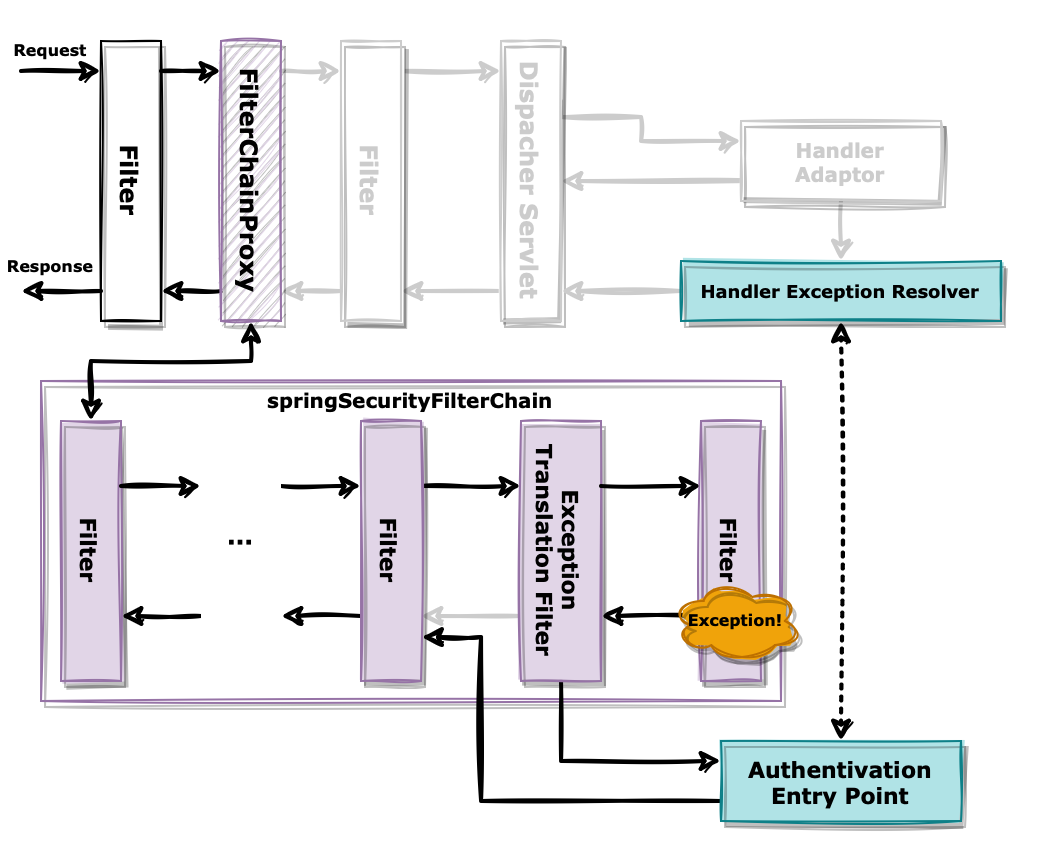 Request
Filter
FilterChainProxy
Filter
Dispacher Servlet
Handler
Adaptor
Response
Handler Exception Resolver
springSecurityFilterChain
Filter
...
Filter
Exception
Translation Filter
Filter
Exception!
Authentivation
Entry Point